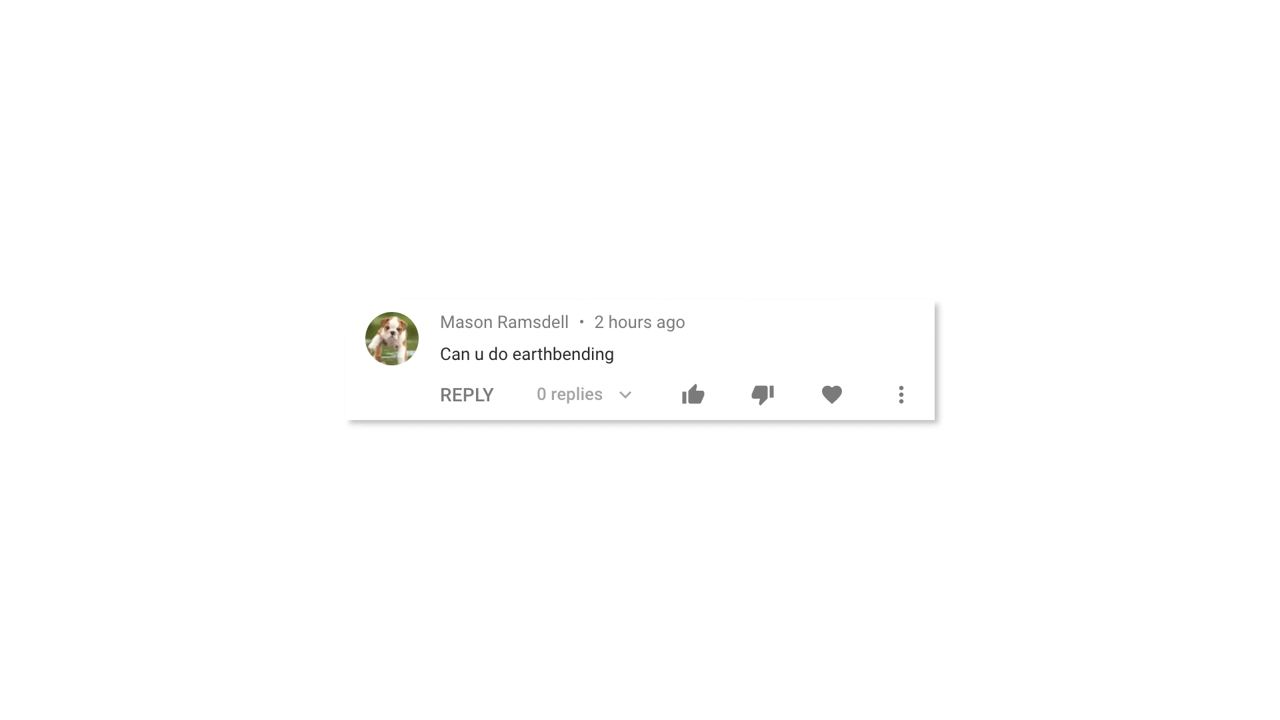 Mason Ramsdell • 2 hours ago
Can u do earthbending
REPLY 0 replies